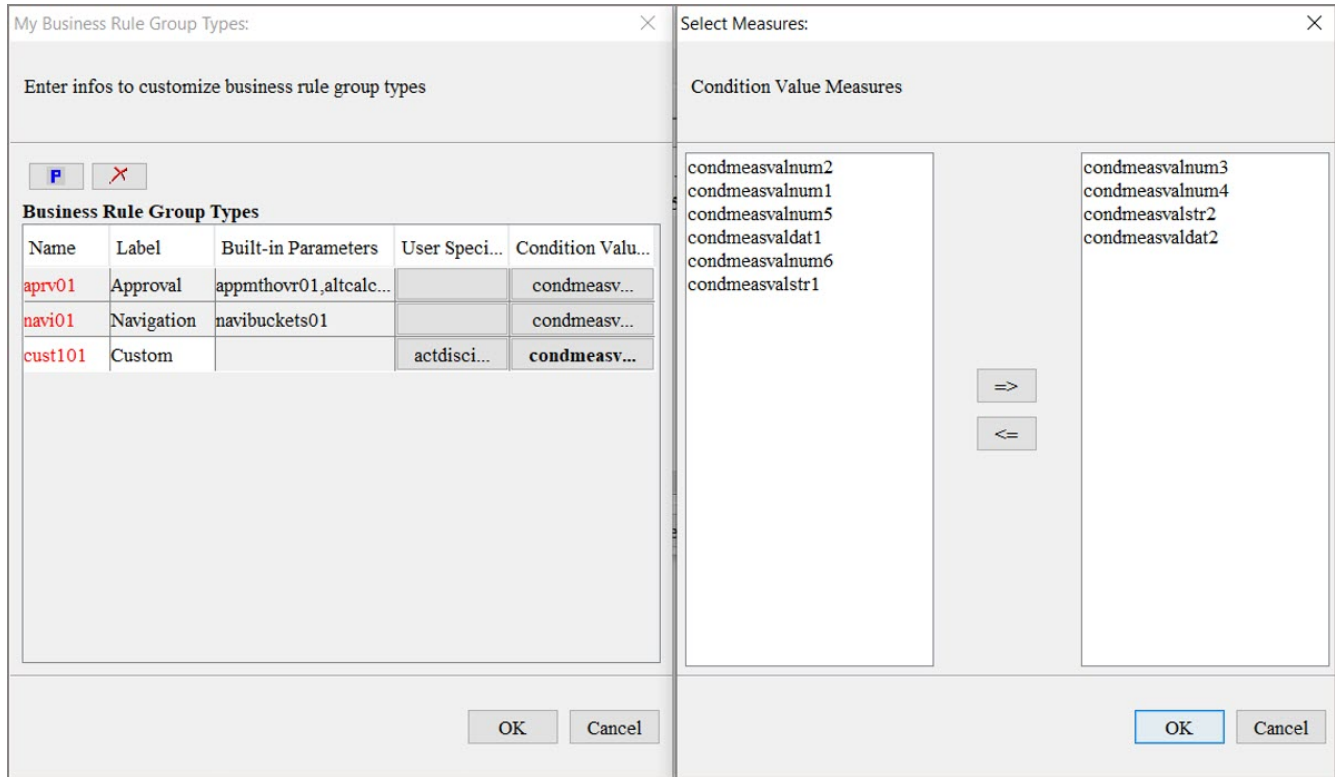 My Business Rule Group Types:
Enter infos to customize business rule group types
P
Business Rule Group Types
Name Label Built-in Parameters User Speci... Condition Valu...
aprv01 Approval appmthovr01,altcalc... condmeasv...
navi01 Navigation navibuckets01 condmeasv...
cust101 Custom actdisci... condmeasv...
OK Cancel
Select Measures:
Condition Value Measures
condmeasvalnum2
condmeasvalnum1
condmeasvalnum5
condmeasvaldat1
condmeasvalnum6
condmeasvalstr1
=>
<=
condmeasvalnum3
condmeasvalnum4
condmeasvalstr2
condmeasvaldat2
OK Cancel